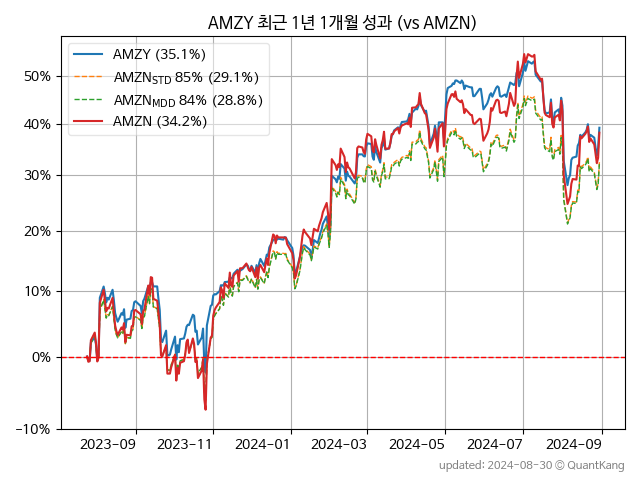 AMZY 최근 1년 1개월 성과 (vs AMZN)
AMZY (35.1%)
AMZN_STD 85% (29.1%)
AMZN_MDD 84% (28.8%)
AMZN (34.2%)
50%
40%
30%
20%
10%
0%
−10%
2023-09 2023-11 2024-01 2024-03 2024-05 2024-07 2024-09
updated: 2024-08-30 © QuantKang